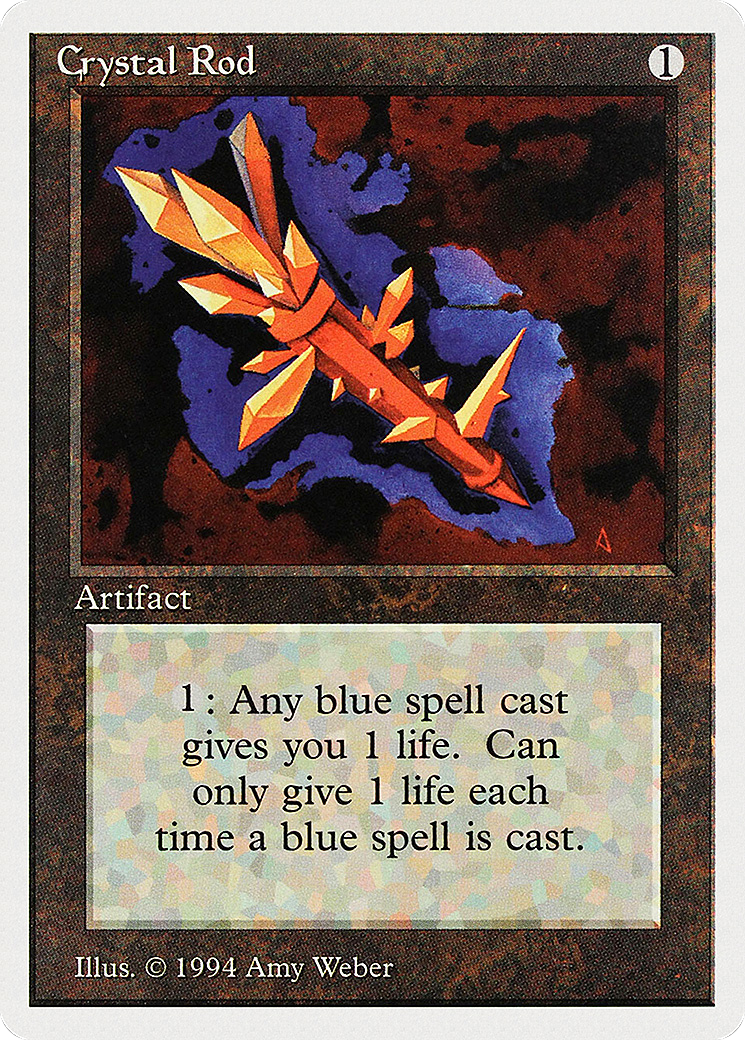 Crystal Rod 1
Artifact
1: Any blue spell cast
gives you 1 life. Can
only give 1 life each
time a blue spell is cast.
Illus. © 1994 Amy Weber